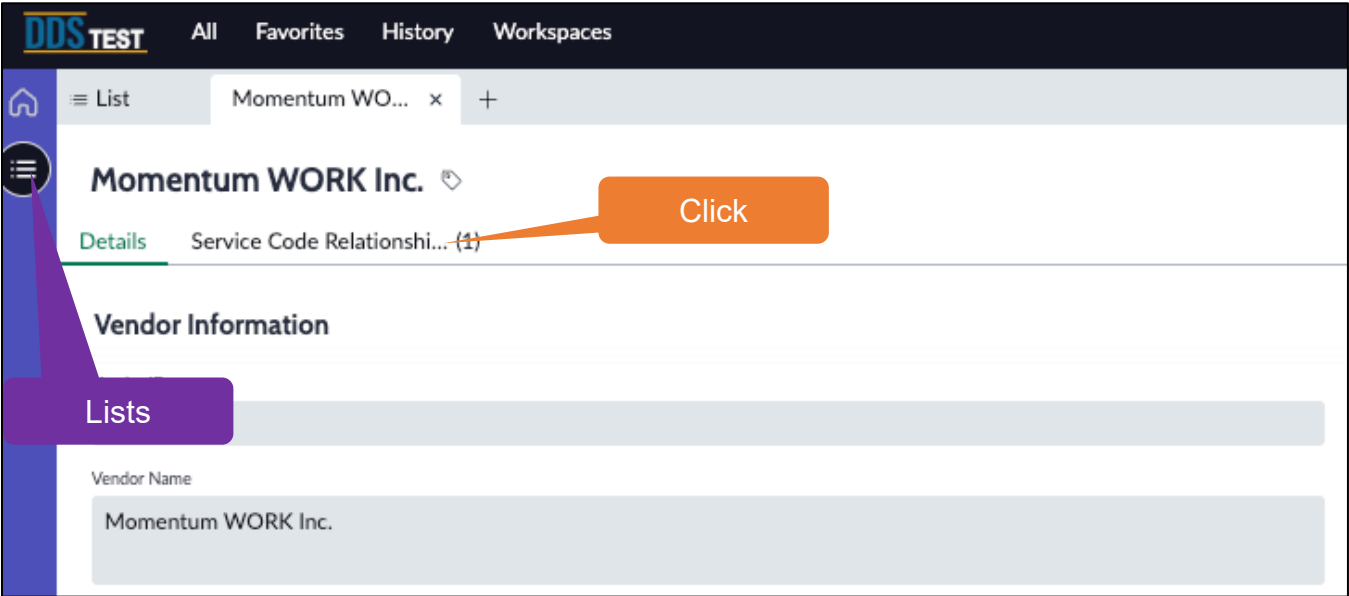 DDS TEST All Favorites History Workspaces
List Momentum WO... × +
Momentum WORK Inc.
Click
Details Service Code Relationshi... (1)
Vendor Information
Lists
Vendor Name
Momentum WORK Inc.